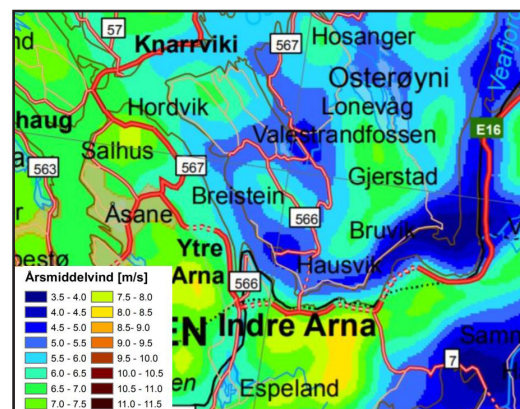 57
Knarrviki
567
Hosanger
Veafjord
Osterøyni
Hordvik
Lonevåg
haug
Valestrandfossen
E16
Salhus
563
567
Gjerstad
Breistein
Åsane
566
Bruvik
Ytre
Arna
Hausvik
566
EN
Indre Arna
7
Espeland
Årsmiddelvind [m/s]
3.5 - 4.0
4.0 - 4.5
4.5 - 5.0
5.0 - 5.5
5.5 - 6.0
6.0 - 6.5
6.5 - 7.0
7.0 - 7.5
7.5 - 8.0
8.0 - 8.5
8.5- 9.0
9.0 - 9.5
9.5 - 10.0
10.0 - 10.5
10.5 - 11.0
11.0 - 11.5